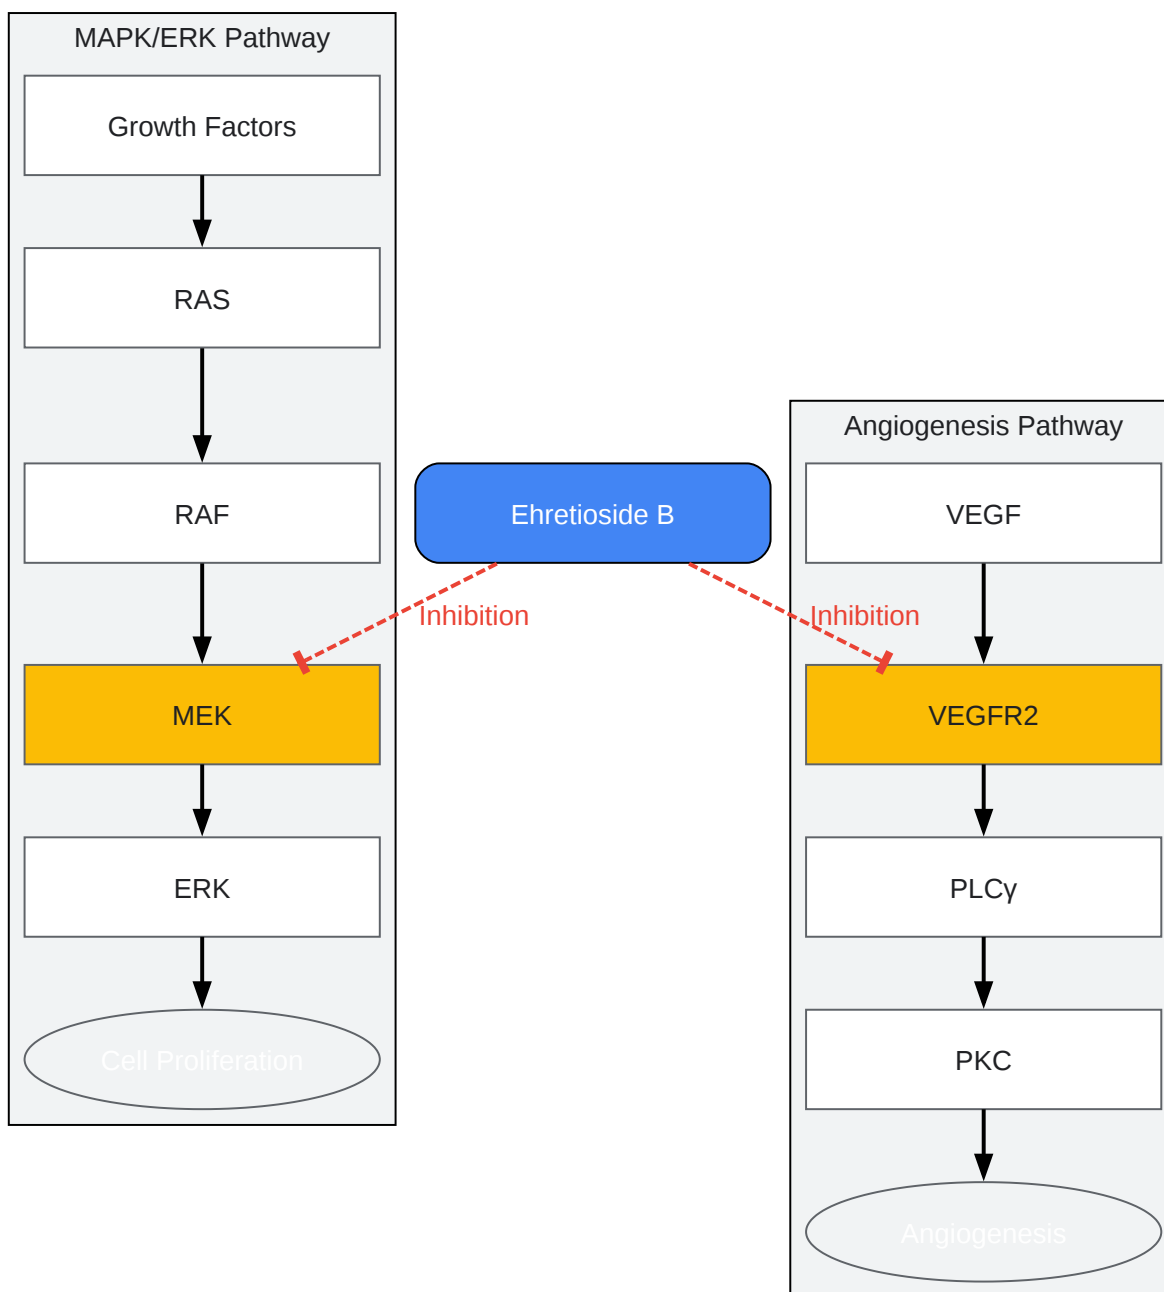 MAPK/ERK Pathway
Growth Factors
RAS
RAF
MEK
ERK
Cell Proliferation
Ehretioside B
Inhibition
Inhibition
Angiogenesis Pathway
VEGF
VEGFR2
PLCγ
PKC
Angiogenesis